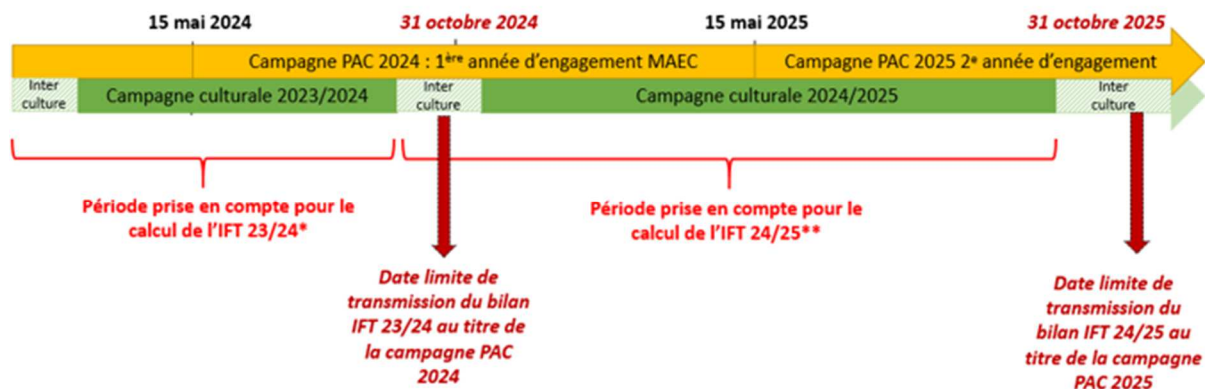 15 mai 2024
31 octobre 2024
15 mai 2025
31 octobre 2025
Campagne PAC 2024 : 1ère année d'engagement MAEC
Campagne PAC 2025 2e année d'engagement
Inter
culture
Campagne culturale 2023/2024
Inter
culture
Campagne culturale 2024/2025
Inter
culture
Période prise en compte pour le
calcul de l'IFT 23/24*
Période prise en compte pour le
calcul de l'IFT 24/25**
Date limite de
transmission du bilan
IFT 23/24 au titre de
la campagne PAC
2024
Date limite de
transmission du
bilan IFT 24/25 au
titre de la campagne
PAC 2025